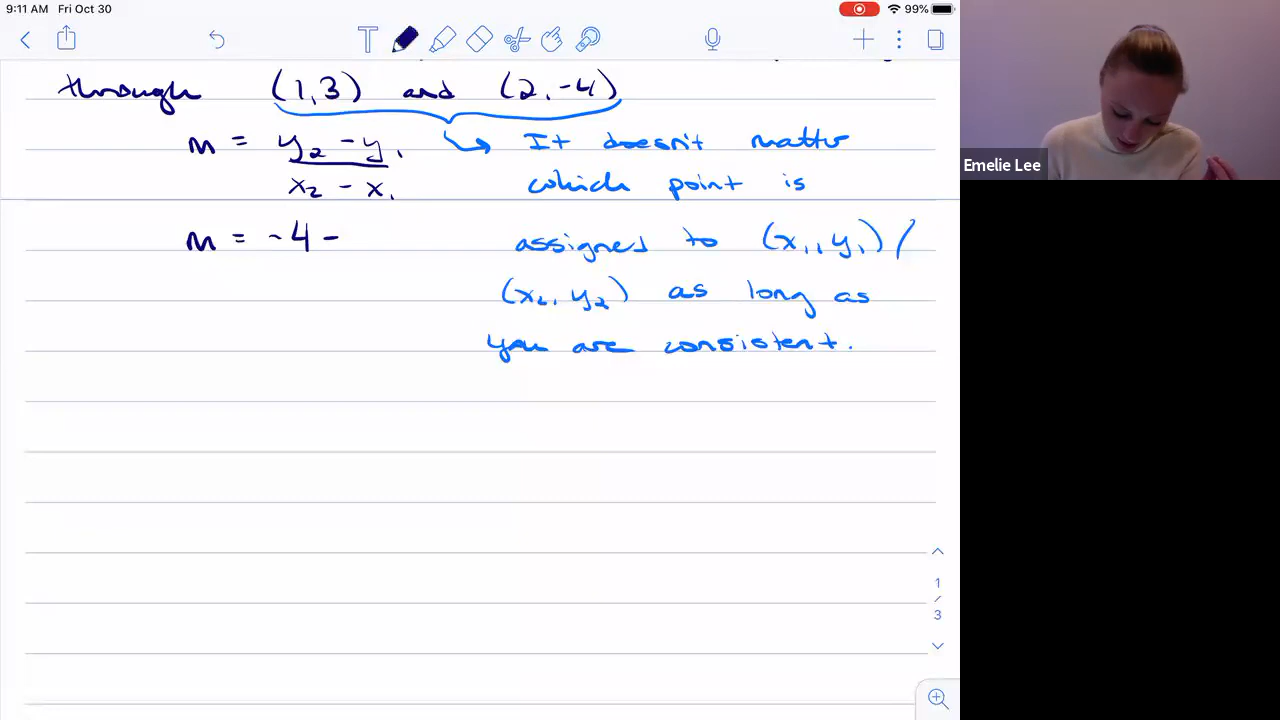 9:11 AM Fri Oct 30
99%
through (1,3) and (2,-4)
m = y₂ - y₁
x₂ - x₁
It doesn't matter
which point is
m = -4 -
assigned to (x₁, y₁) /
(x₂, y₂) as long as
you are consistent.
Emelie Lee
1
/
3